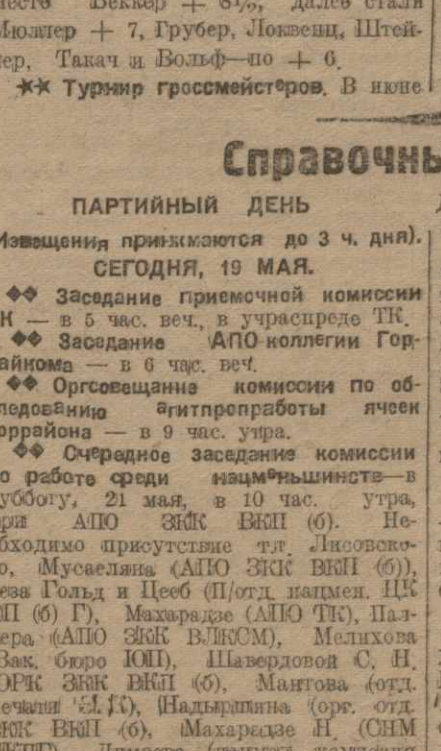 Беккер + 8½, далее стали
Мюллер + 7, Грубер, Локвенц, Штей-
ер, Такач и Вольф—по + 6.
★★ Турнир гроссмейстеров. В июне
Справочн
ПАРТИЙНЫЙ ДЕНЬ
Извещения принимаются до 3 ч. дня).
СЕГОДНЯ, 19 МАЯ.
Заседание приемочной комиссии
К — в 5 час. веч., в учраспреде ТК.
Заседание АПО коллегии Гор-
айкома — в 6 час. веч.
Оргсовещание комиссии по об-
ледованию агитпропработы ячеек
оррайона — в 9 час. утра.
Очередное заседание комиссии
о работе среди нацменьшинств—в
убботу, 21 мая, в 10 час. утра,
ри АПО ЗКК ВКП (б). Не-
бходимо присутствие т.т. Лисовско-
о, Мусаеляна (АПО ЗКК ВКП (б)),
еза Гольд и Цееб (П/отд. нацмен. ЦК
П (б) Г), Махарадзе (АПО ТК), Пал-
ера (АПО ЗКК ВЛКСМ), Мелихова
Зак. бюро ЮП), Шавердовой С. Н.
ОРК ЗКК ВКП (б), Мантова (отд.
ечати З.К.К), Надыршина (орг. отд.
КК ВКП (б), Махарадзе Н. (СНМ